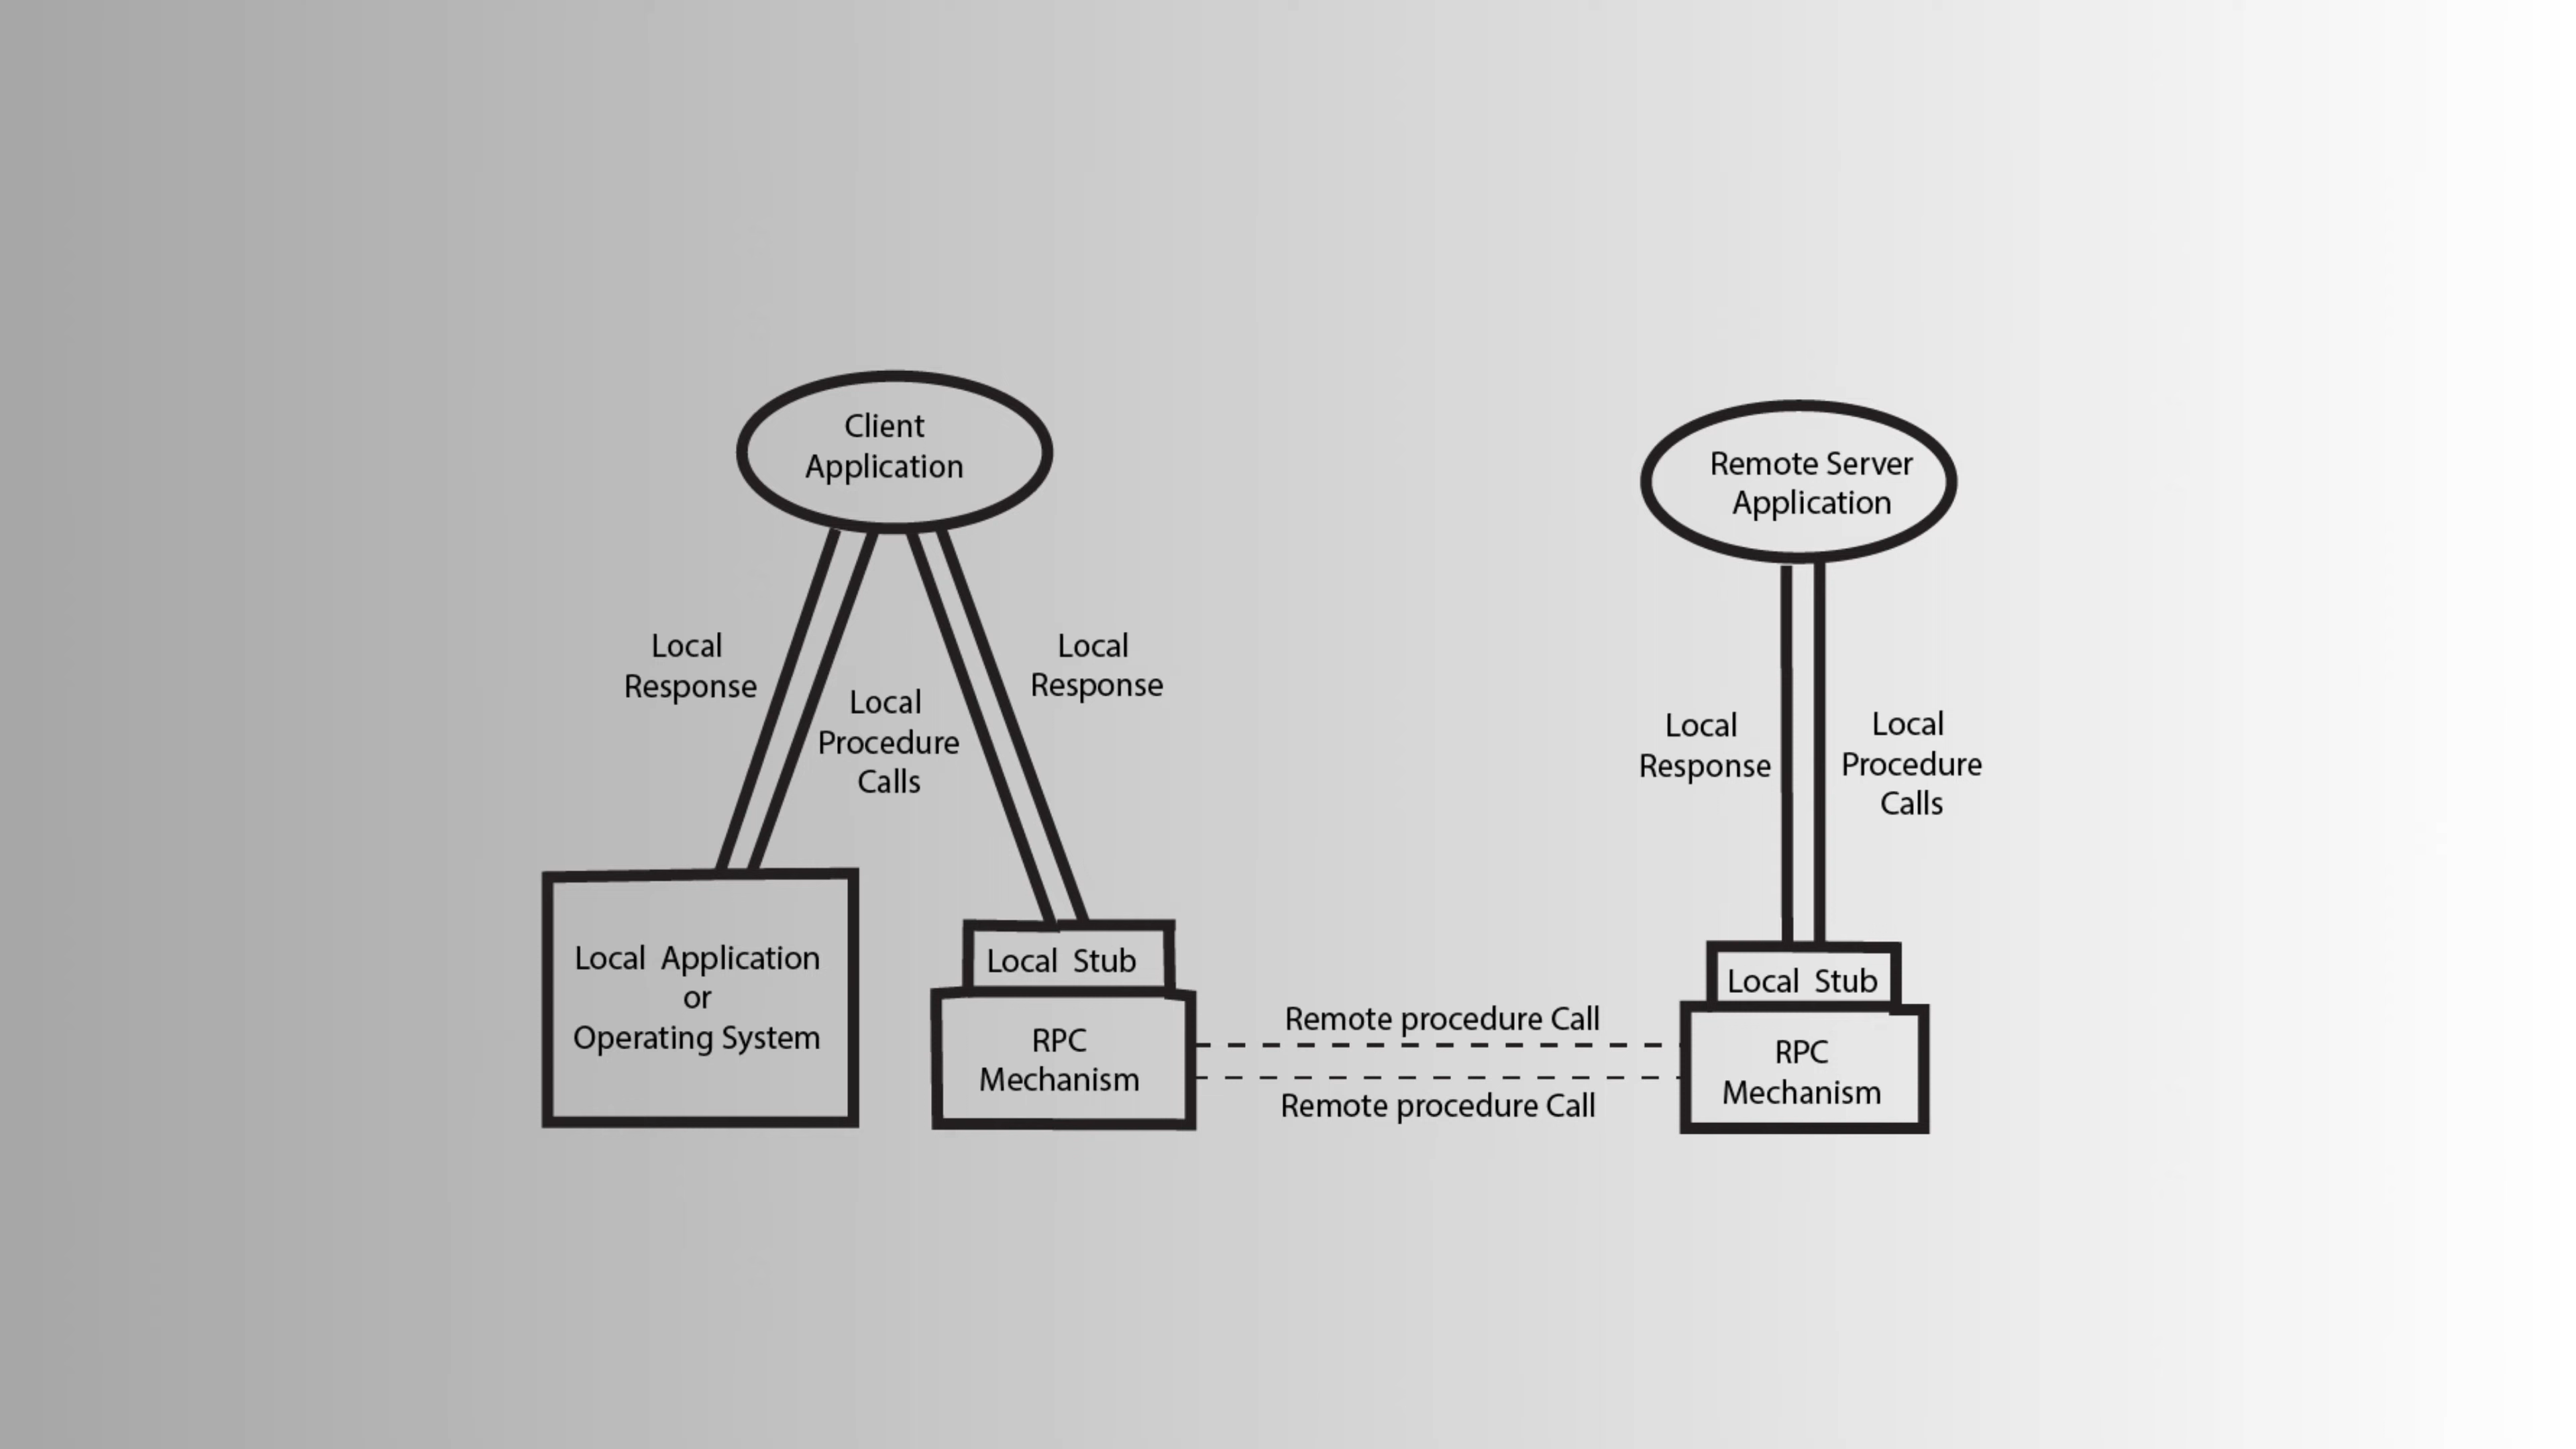 Client
Application
Remote Server
Application
Local
Response
Local
Procedure
Calls
Local
Response
Local
Response
Local
Procedure
Calls
Local Application
or
Operating System
Local Stub
RPC
Mechanism
Remote procedure Call
Remote procedure Call
Local Stub
RPC
Mechanism